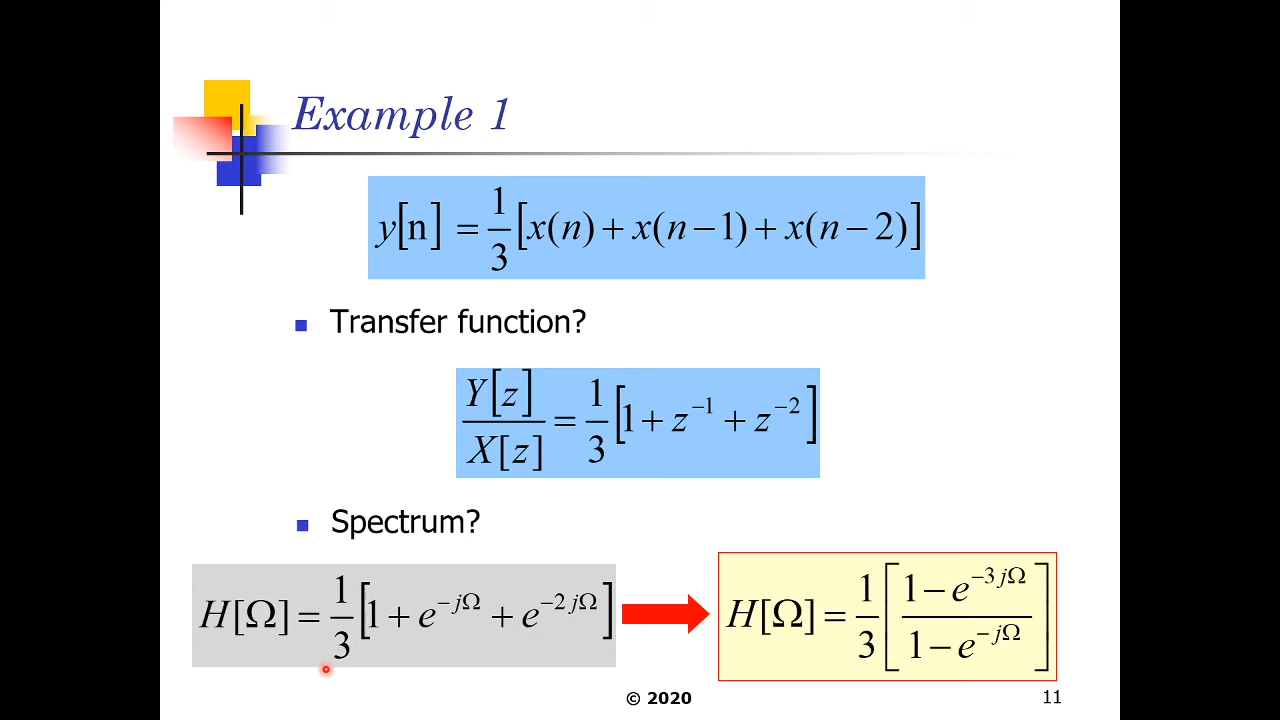 Example 1
y[n] = 1/3 [x(n) + x(n − 1) + x(n − 2)]
Transfer function?
Y[z] / X[z] = 1/3 [1 + z⁻¹ + z⁻²]
Spectrum?
H[Ω] = 1/3 [1 + e^(−jΩ) + e^(−2jΩ)]
H[Ω] = 1/3 [(1 − e^(−3jΩ)) / (1 − e^(−jΩ))]
© 2020
11